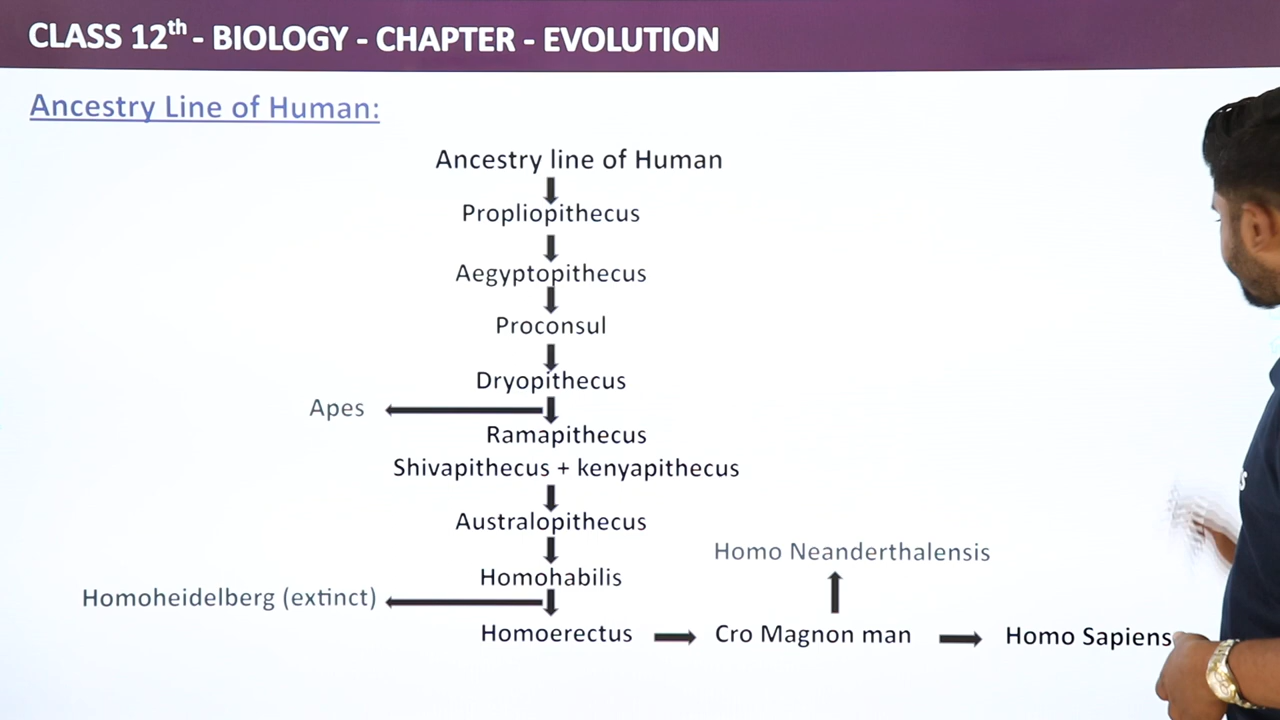 CLASS 12th - BIOLOGY - CHAPTER - EVOLUTION
Ancestry Line of Human:
Ancestry line of Human
Propliopithecus
Aegyptopithecus
Proconsul
Dryopithecus
Apes
Ramapithecus
Shivapithecus + kenyapithecus
Australopithecus
Homo Neanderthalensis
Homohabilis
Homoheidelberg (extinct)
Homoerectus
Cro Magnon man
Homo Sapiens